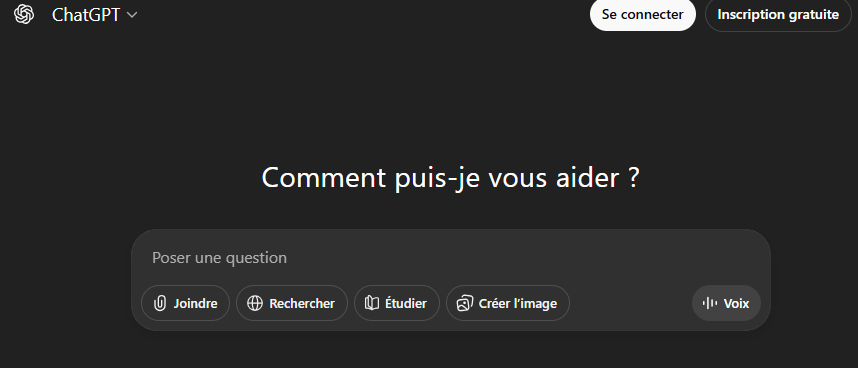 ChatGPT
Se connecter
Inscription gratuite
Comment puis-je vous aider ?
Poser une question
Joindre
Rechercher
Étudier
Créer l’image
Voix